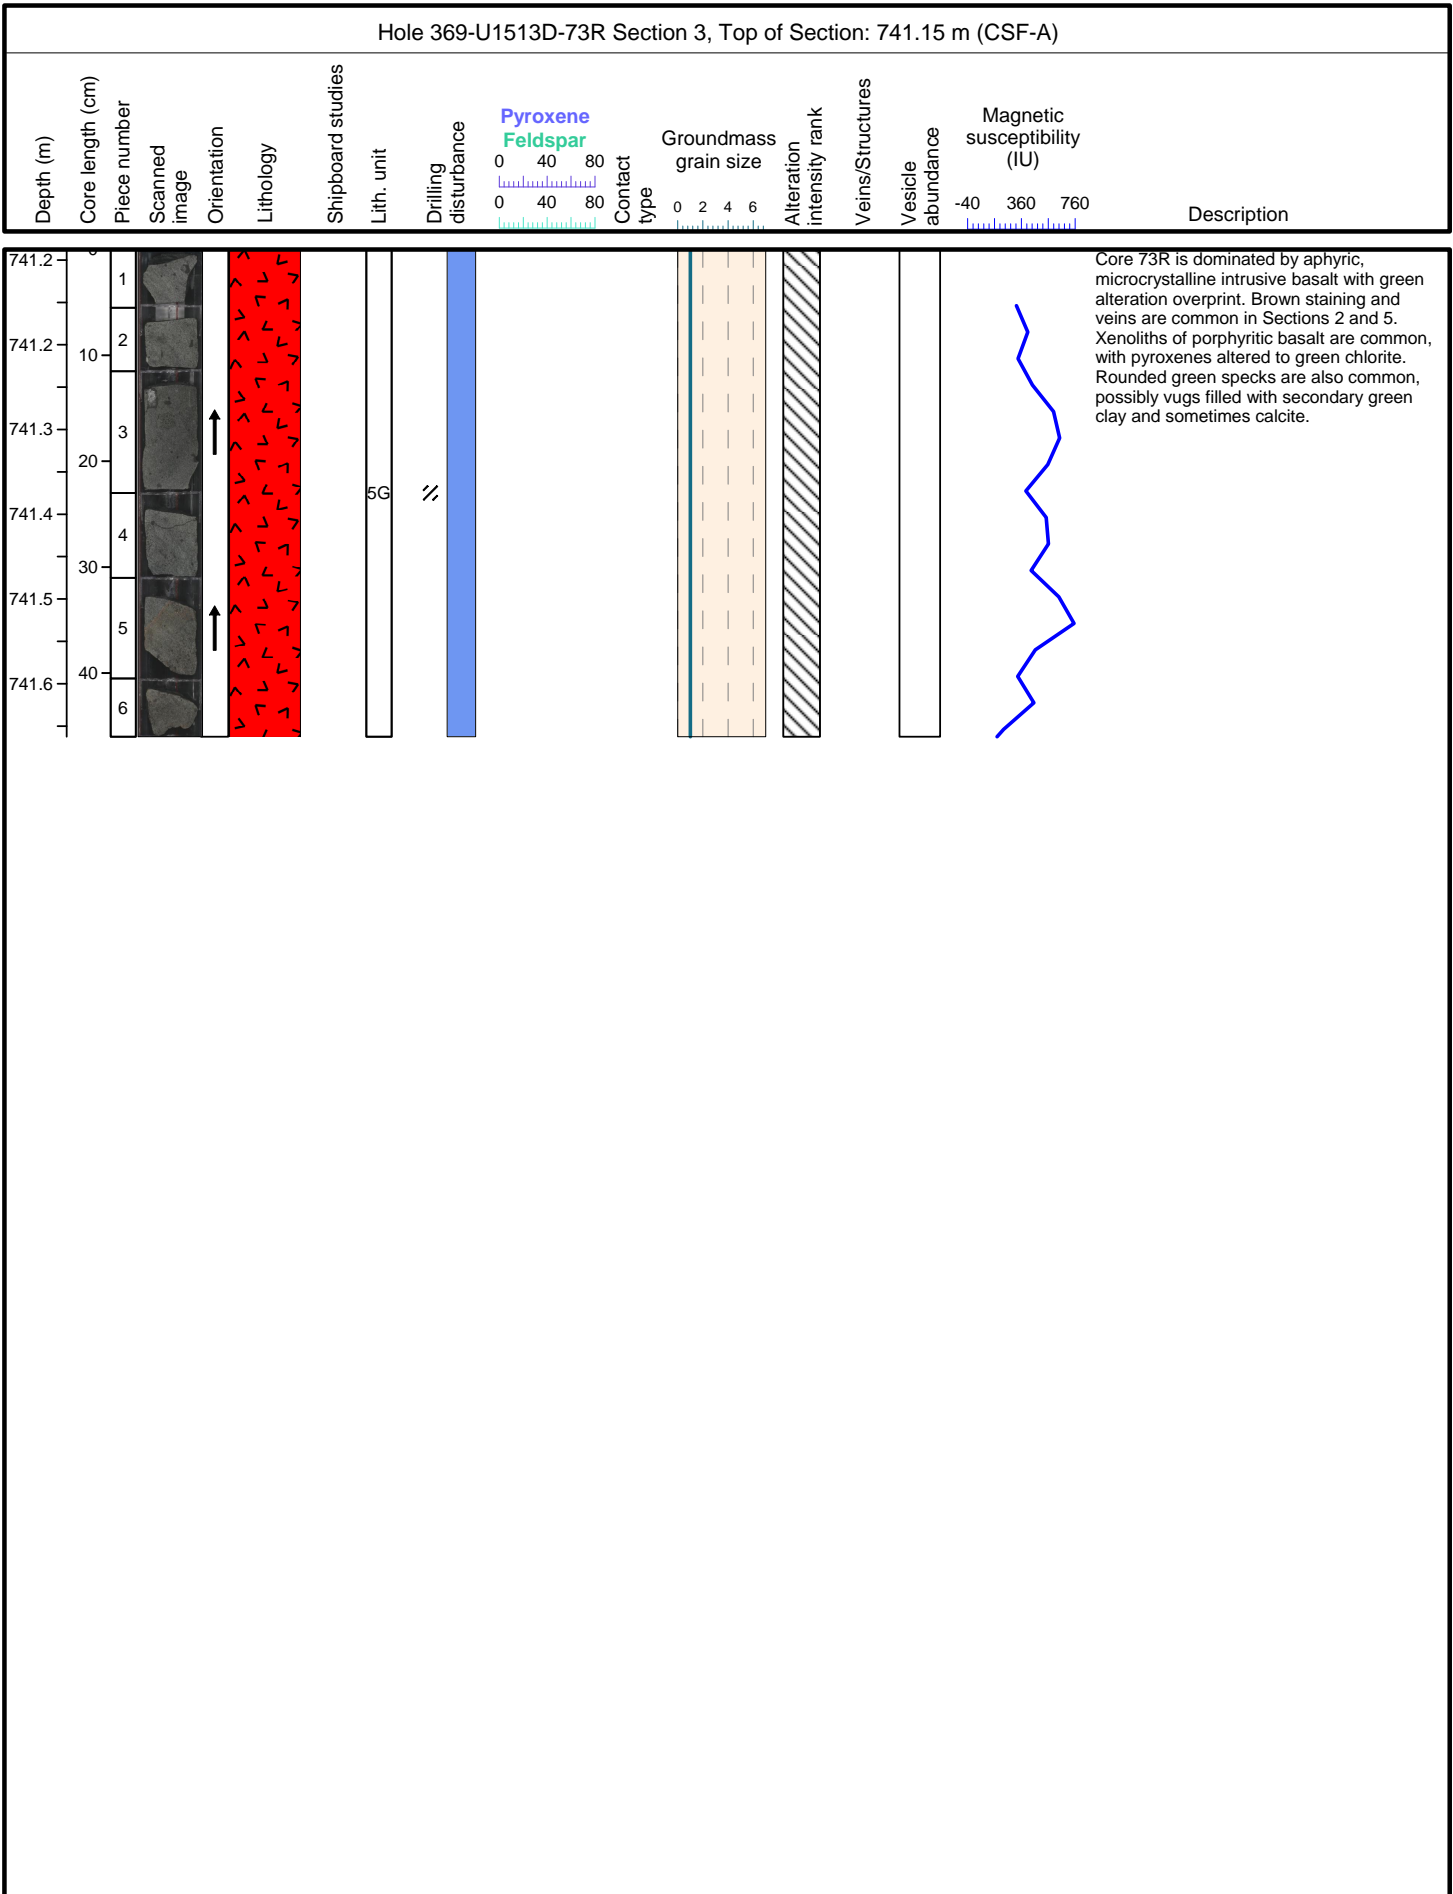 Hole 369-U1513D-73R Section 3, Top of Section: 741.15 m (CSF-A)
Depth (m)
Core length (cm)
Piece number
Scanned
image
Orientation
Lithology
Shipboard studies
Lith. unit
Drilling
disturbance
Pyroxene
Feldspar
0 40 80
0 40 80
Contact
type
Groundmass
grain size
0 2 4 6
Alteration
intensity rank
Veins/Structures
Vesicle
abundance
Magnetic
susceptibility
(IU)
-40 360 760
Description
741.2
741.2
741.3
741.4
741.5
741.6
10
20
30
40
1
2
3
4
5
6
5G
Core 73R is dominated by aphyric,
microcrystalline intrusive basalt with green
alteration overprint. Brown staining and
veins are common in Sections 2 and 5.
Xenoliths of porphyritic basalt are common,
with pyroxenes altered to green chlorite.
Rounded green specks are also common,
possibly vugs filled with secondary green
clay and sometimes calcite.